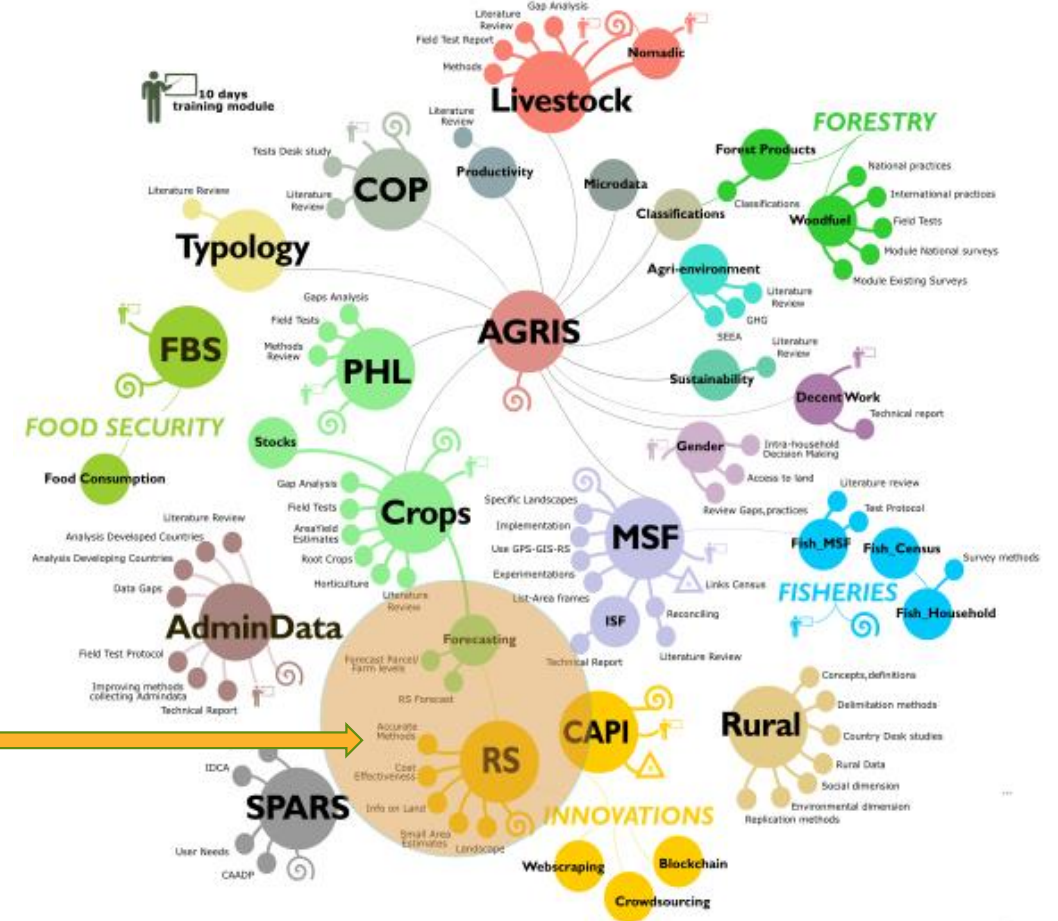 Gap Analysis
Literature
Review
Field Test Report
Methods
Nomadic
Livestock
10 days
training module
Literature
Review
Tests Desk study
Literature
Review
COP
Productivity
Microdata
Classifications
FORESTRY
Forest Products
Classifications
National practices
International practices
Woodfuel
Field Tests
Module National surveys
Module Existing Surveys
Literature Review
Typology
Agri-environment
Literature
Review
GHG
SEEA
AGRIS
Gaps Analysis
Field Tests
Methods
Review
PHL
FBS
FOOD SECURITY
Food Consumption
Sustainability
Literature
Review
Decent Work
Technical report
Gender
Intra-household
Decision Making
Access to land
Review Gaps,practices
Stocks
Gap Analysis
Field Tests
AreaYield
Estimates
Root Crops
Horticulture
Literature
Review
Crops
Specific Landscapes
Implementation
Use GPS-GIS-RS
Experimentations
List-Area frames
MSF
Links Census
Reconciling
Literature Review
ISF
Technical Report
Literature review
Test Protocol
Fish_MSF
Fish_Census
Survey methods
FISHERIES
Fish_Household
Literature Review
Analysis Developed Countries
Analysis Developing Countries
Data Gaps
AdminData
Field Test Protocol
Improving methods
collecting Admindata
Technical Report
Forecasting
Forecast Parcel/
Farm levels
RS Forecast
Accurate
Methods
Cost
Effectiveness
Info on Land
Small Area
Estimates
Landscape
RS
CAPI
INNOVATIONS
Webscraping
Blockchain
Crowdsourcing
Rural
Concepts,definitions
Delimitation methods
Country Desk studies
Rural Data
Social dimension
Environmental dimension
Replication methods
IDCA
SPARS
User Needs
CAADP
...